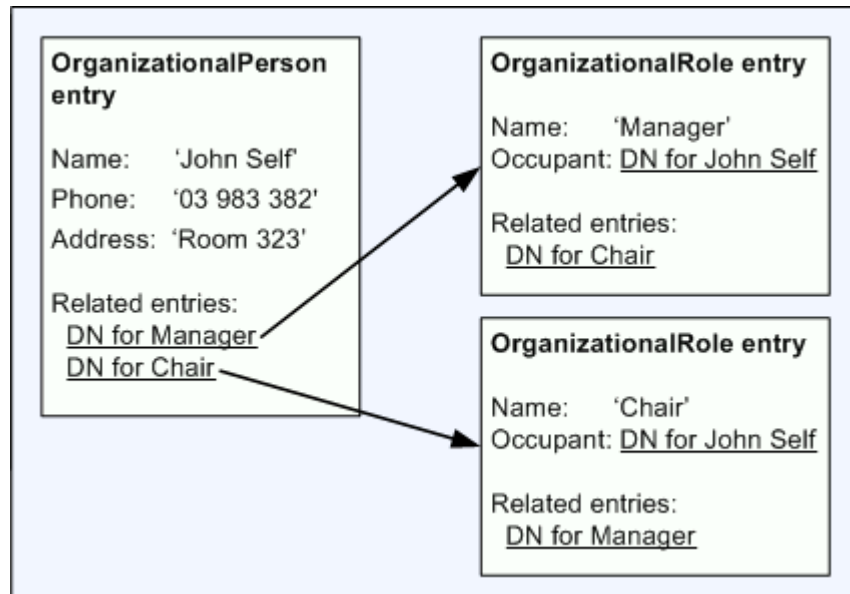 OrganizationalPerson
entry
Name: ‘John Self'
Phone: ‘03 983 382'
Address: ‘Room 323’
Related entries:
DN for Manager
DN for Chair
OrganizationalRole entry
Name: ‘Manager’
Occupant: DN for John Self
Related entries:
DN for Chair
OrganizationalRole entry
Name: ‘Chair’
Occupant: DN for John Self
Related entries:
DN for Manager